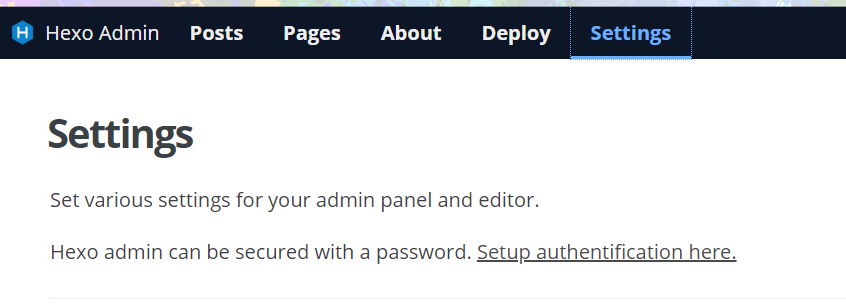 Hexo Admin Posts Pages About Deploy Settings
Settings
Set various settings for your admin panel and editor.
Hexo admin can be secured with a password. Setup authentification here.